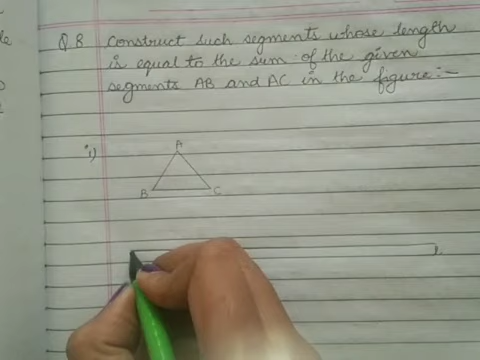 Q 8 Construct such segments whose length
is equal to the sum of the given
segments AB and AC in the figure:-
i)
A
B C
l